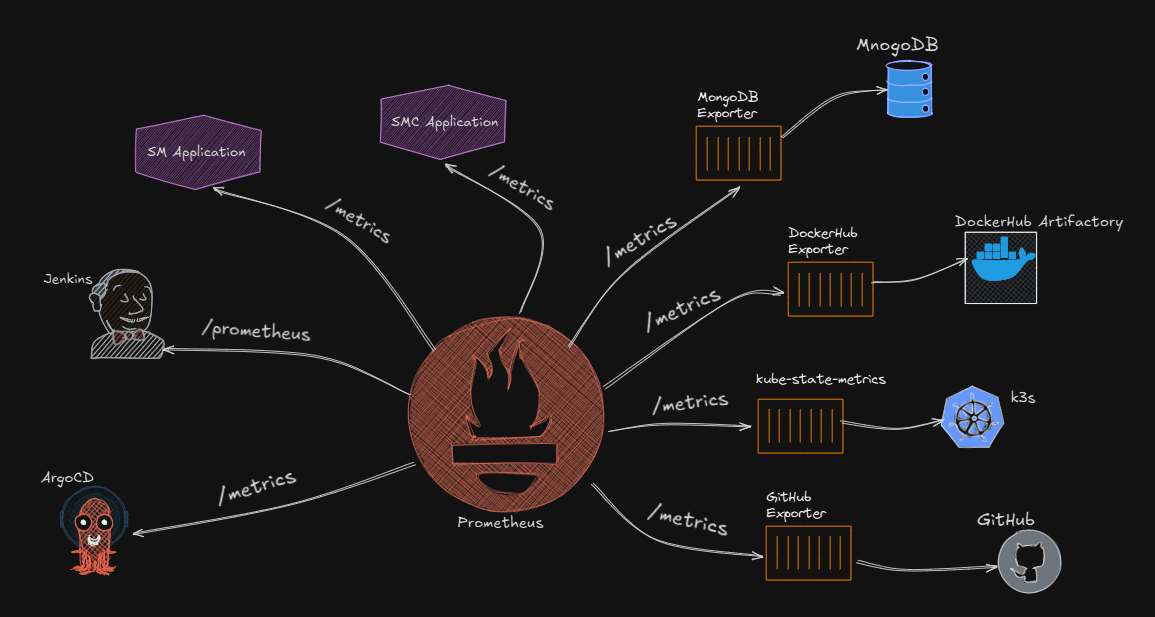 MnogoDB
MongoDB
Exporter
SMC Application
SM Application
/metrics
/metrics
/metrics
DockerHub Artifactory
DockerHub
Exporter
Jenkins
/prometheus
/metrics
kube-state-metrics
k3s
/metrics
ArgoCD
/metrics
Prometheus
/metrics
GitHub
Exporter
GitHub